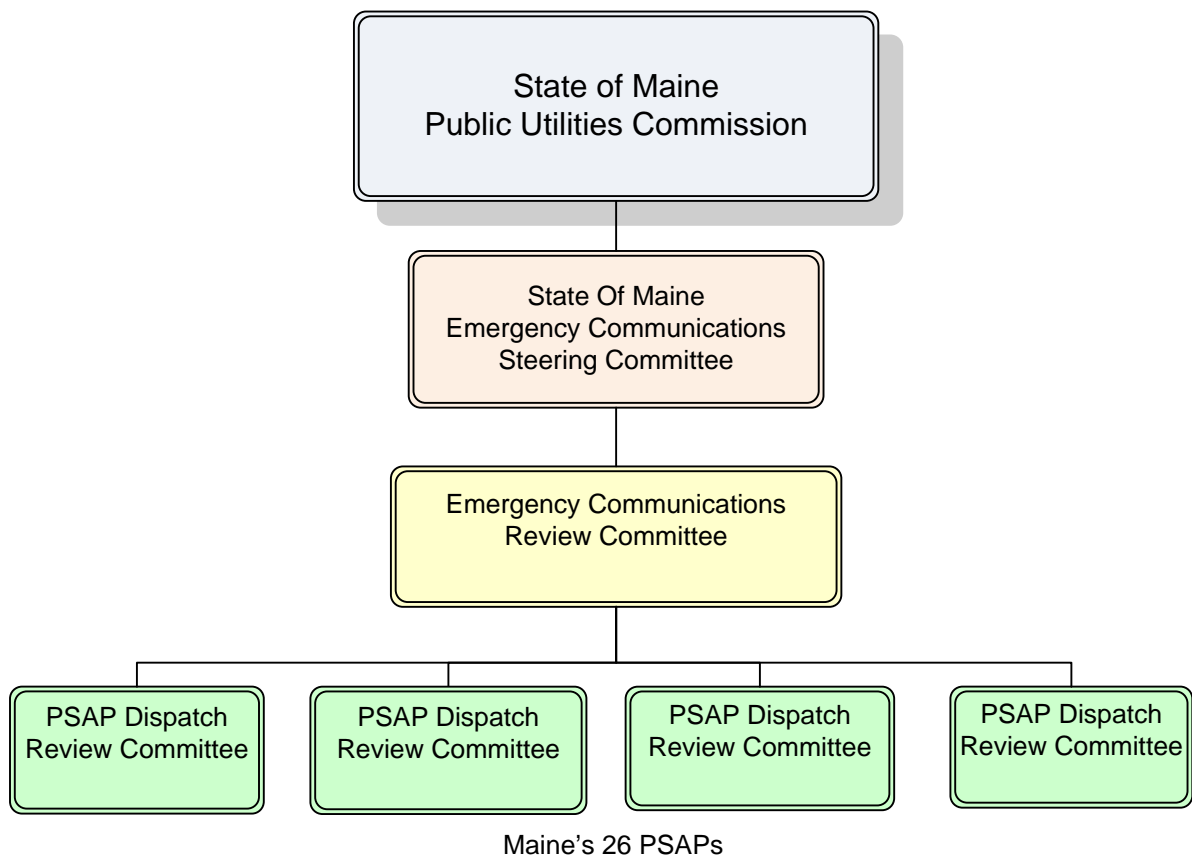 State of Maine
Public Utilities Commission
State Of Maine
Emergency Communications
Steering Committee
Emergency Communications
Review Committee
PSAP Dispatch
Review Committee
PSAP Dispatch
Review Committee
PSAP Dispatch
Review Committee
PSAP Dispatch
Review Committee
Maine's 26 PSAPs